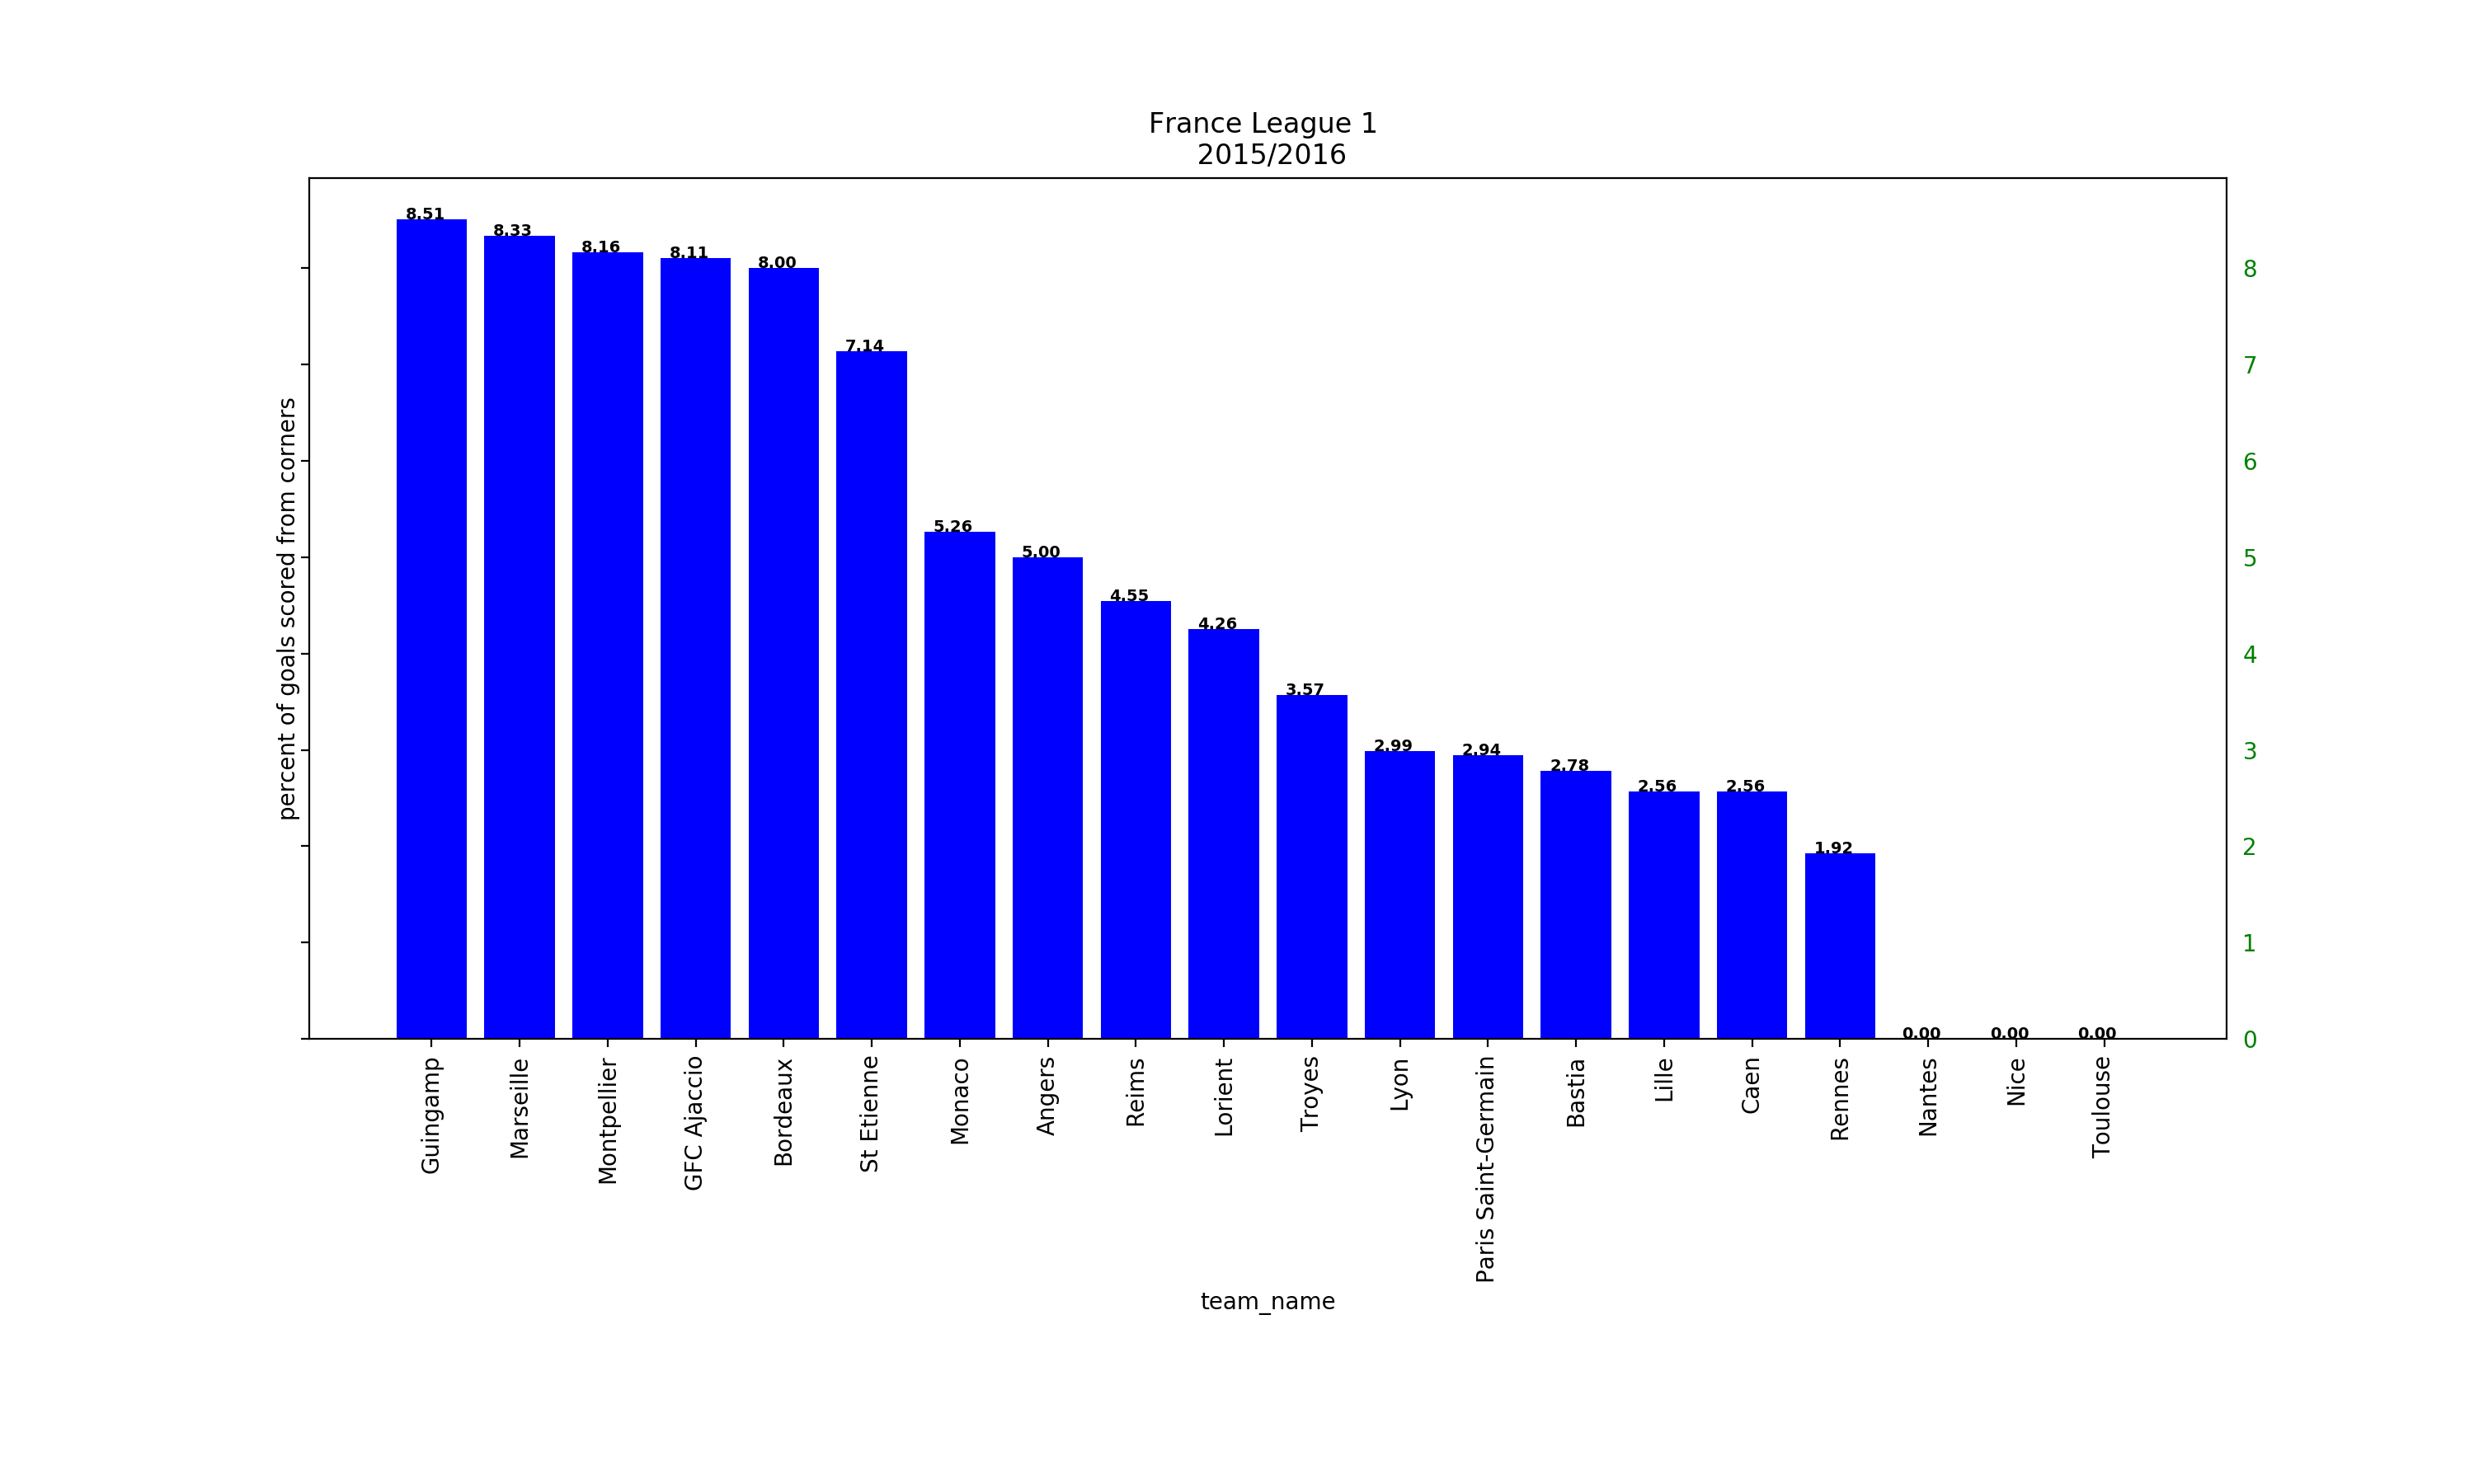 France League 1
2015/2016
percent of goals scored from corners
8.51
8.33
8.16
8.11
8.00
7.14
5.26
5.00
4.55
4.26
3.57
2.99
2.94
2.78
2.56
2.56
1.92
0.00
0.00
0.00
8
7
6
5
4
3
2
1
0
Guingamp
Marseille
Montpellier
GFC Ajaccio
Bordeaux
St Etienne
Monaco
Angers
Reims
Lorient
Troyes
Lyon
Paris Saint-Germain
Bastia
Lille
Caen
Rennes
Nantes
Nice
Toulouse
team_name